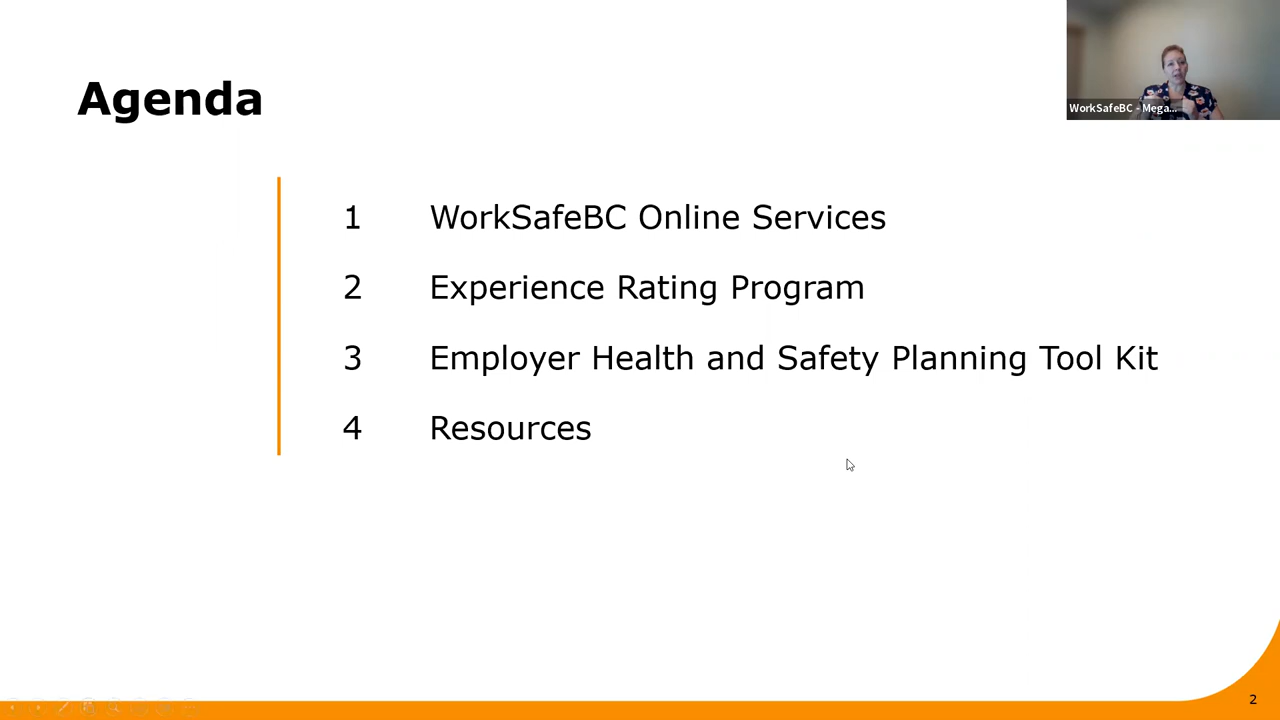 Agenda
WorkSafeBC - Mega...
1 WorkSafeBC Online Services
2 Experience Rating Program
3 Employer Health and Safety Planning Tool Kit
4 Resources
2